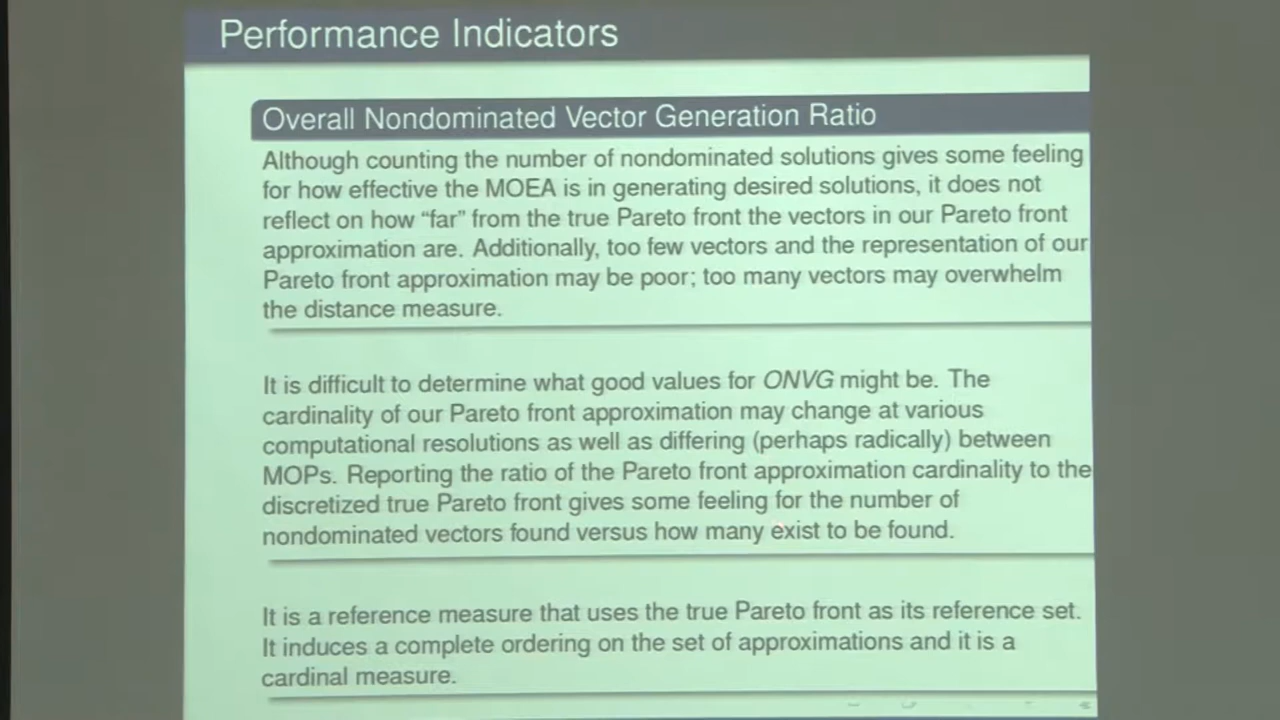 Performance Indicators
Overall Nondominated Vector Generation Ratio
Although counting the number of nondominated solutions gives some feeling
for how effective the MOEA is in generating desired solutions, it does not
reflect on how “far” from the true Pareto front the vectors in our Pareto front
approximation are. Additionally, too few vectors and the representation of our
Pareto front approximation may be poor; too many vectors may overwhelm
the distance measure.
It is difficult to determine what good values for ONVG might be. The
cardinality of our Pareto front approximation may change at various
computational resolutions as well as differing (perhaps radically) between
MOPs. Reporting the ratio of the Pareto front approximation cardinality to the
discretized true Pareto front gives some feeling for the number of
nondominated vectors found versus how many exist to be found.
It is a reference measure that uses the true Pareto front as its reference set.
It induces a complete ordering on the set of approximations and it is a
cardinal measure.